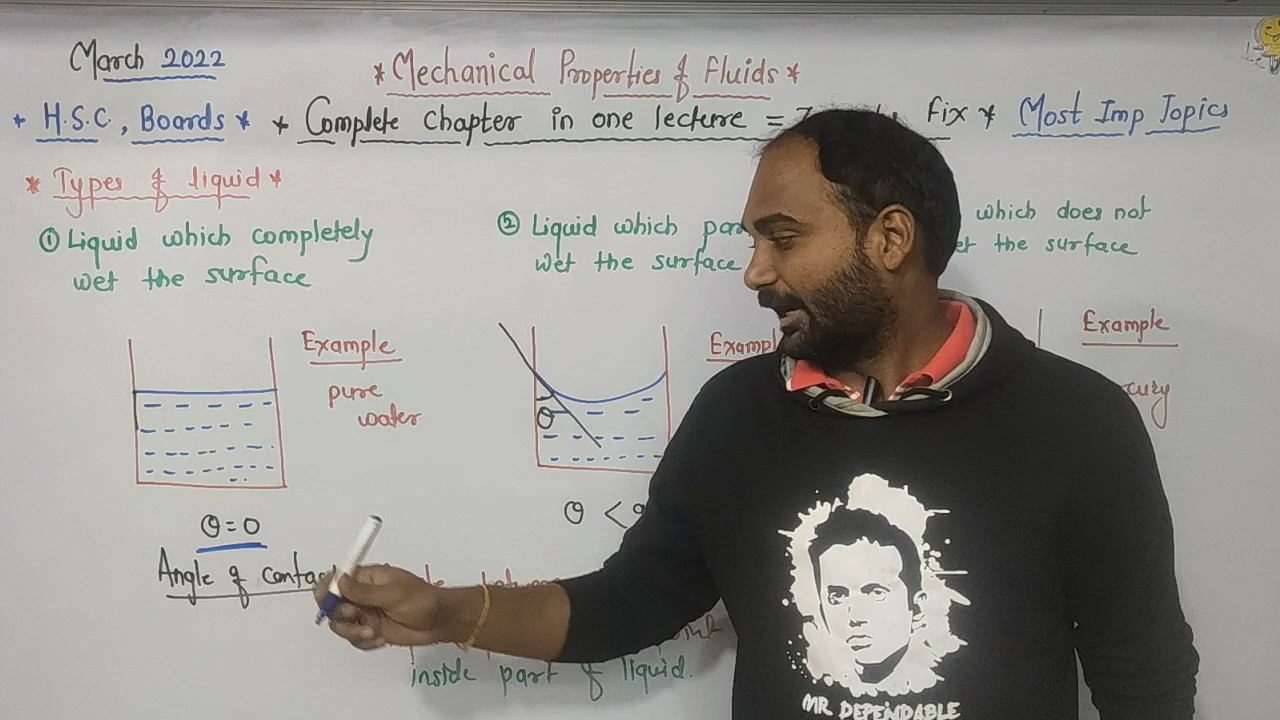 March 2022
* Mechanical Properties of Fluids *
* H.S.C, Boards * * Complete chapter in one lecture = fix * Most Imp Topics
* Types of liquid *
① Liquid which completely
wet the surface
② Liquid which
wet the surface
which does not
the surface
Example
pure
water
θ
Example
θ = 0
θ <
Angle of contact
inside part of liquid.
MR DEPENDABLE